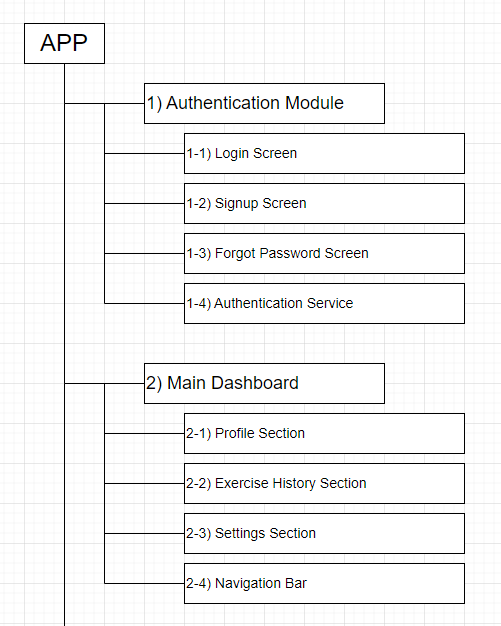 APP
1) Authentication Module
1-1) Login Screen
1-2) Signup Screen
1-3) Forgot Password Screen
1-4) Authentication Service
2) Main Dashboard
2-1) Profile Section
2-2) Exercise History Section
2-3) Settings Section
2-4) Navigation Bar